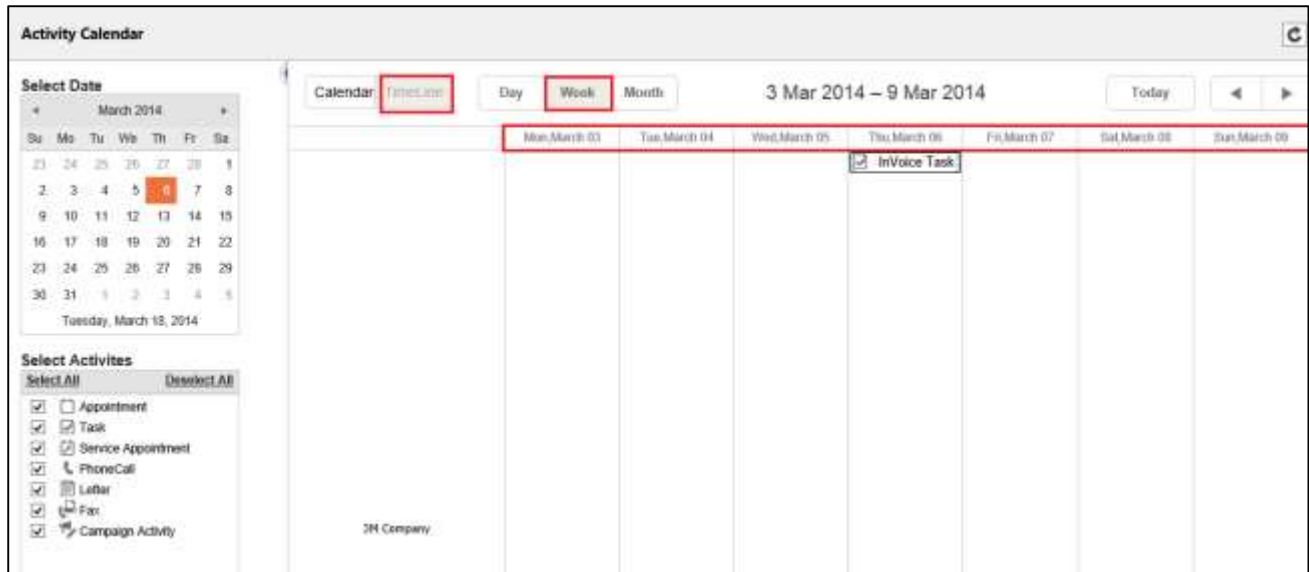 Activity Calendar
Select Date
March 2014
Su Mo Tu We Th Fr Sa
23 24 25 26 27 28 1
2 3 4 5 6 7 8
9 10 11 12 13 14 15
16 17 18 19 20 21 22
23 24 25 26 27 28 29
30 31 1 2 3 4 5
Tuesday, March 18, 2014
Select Activites
Select All Deselect All
Appointment
Task
Service Appointment
PhoneCall
Letter
Fax
Campaign Activity
Calendar TimeLine Day Week Month 3 Mar 2014 – 9 Mar 2014 Today
Mon,March 03 Tue,March 04 Wed,March 05 Thu,March 06 Fri,March 07 Sat,March 08 Sun,March 09
InVoice Task
3M Company